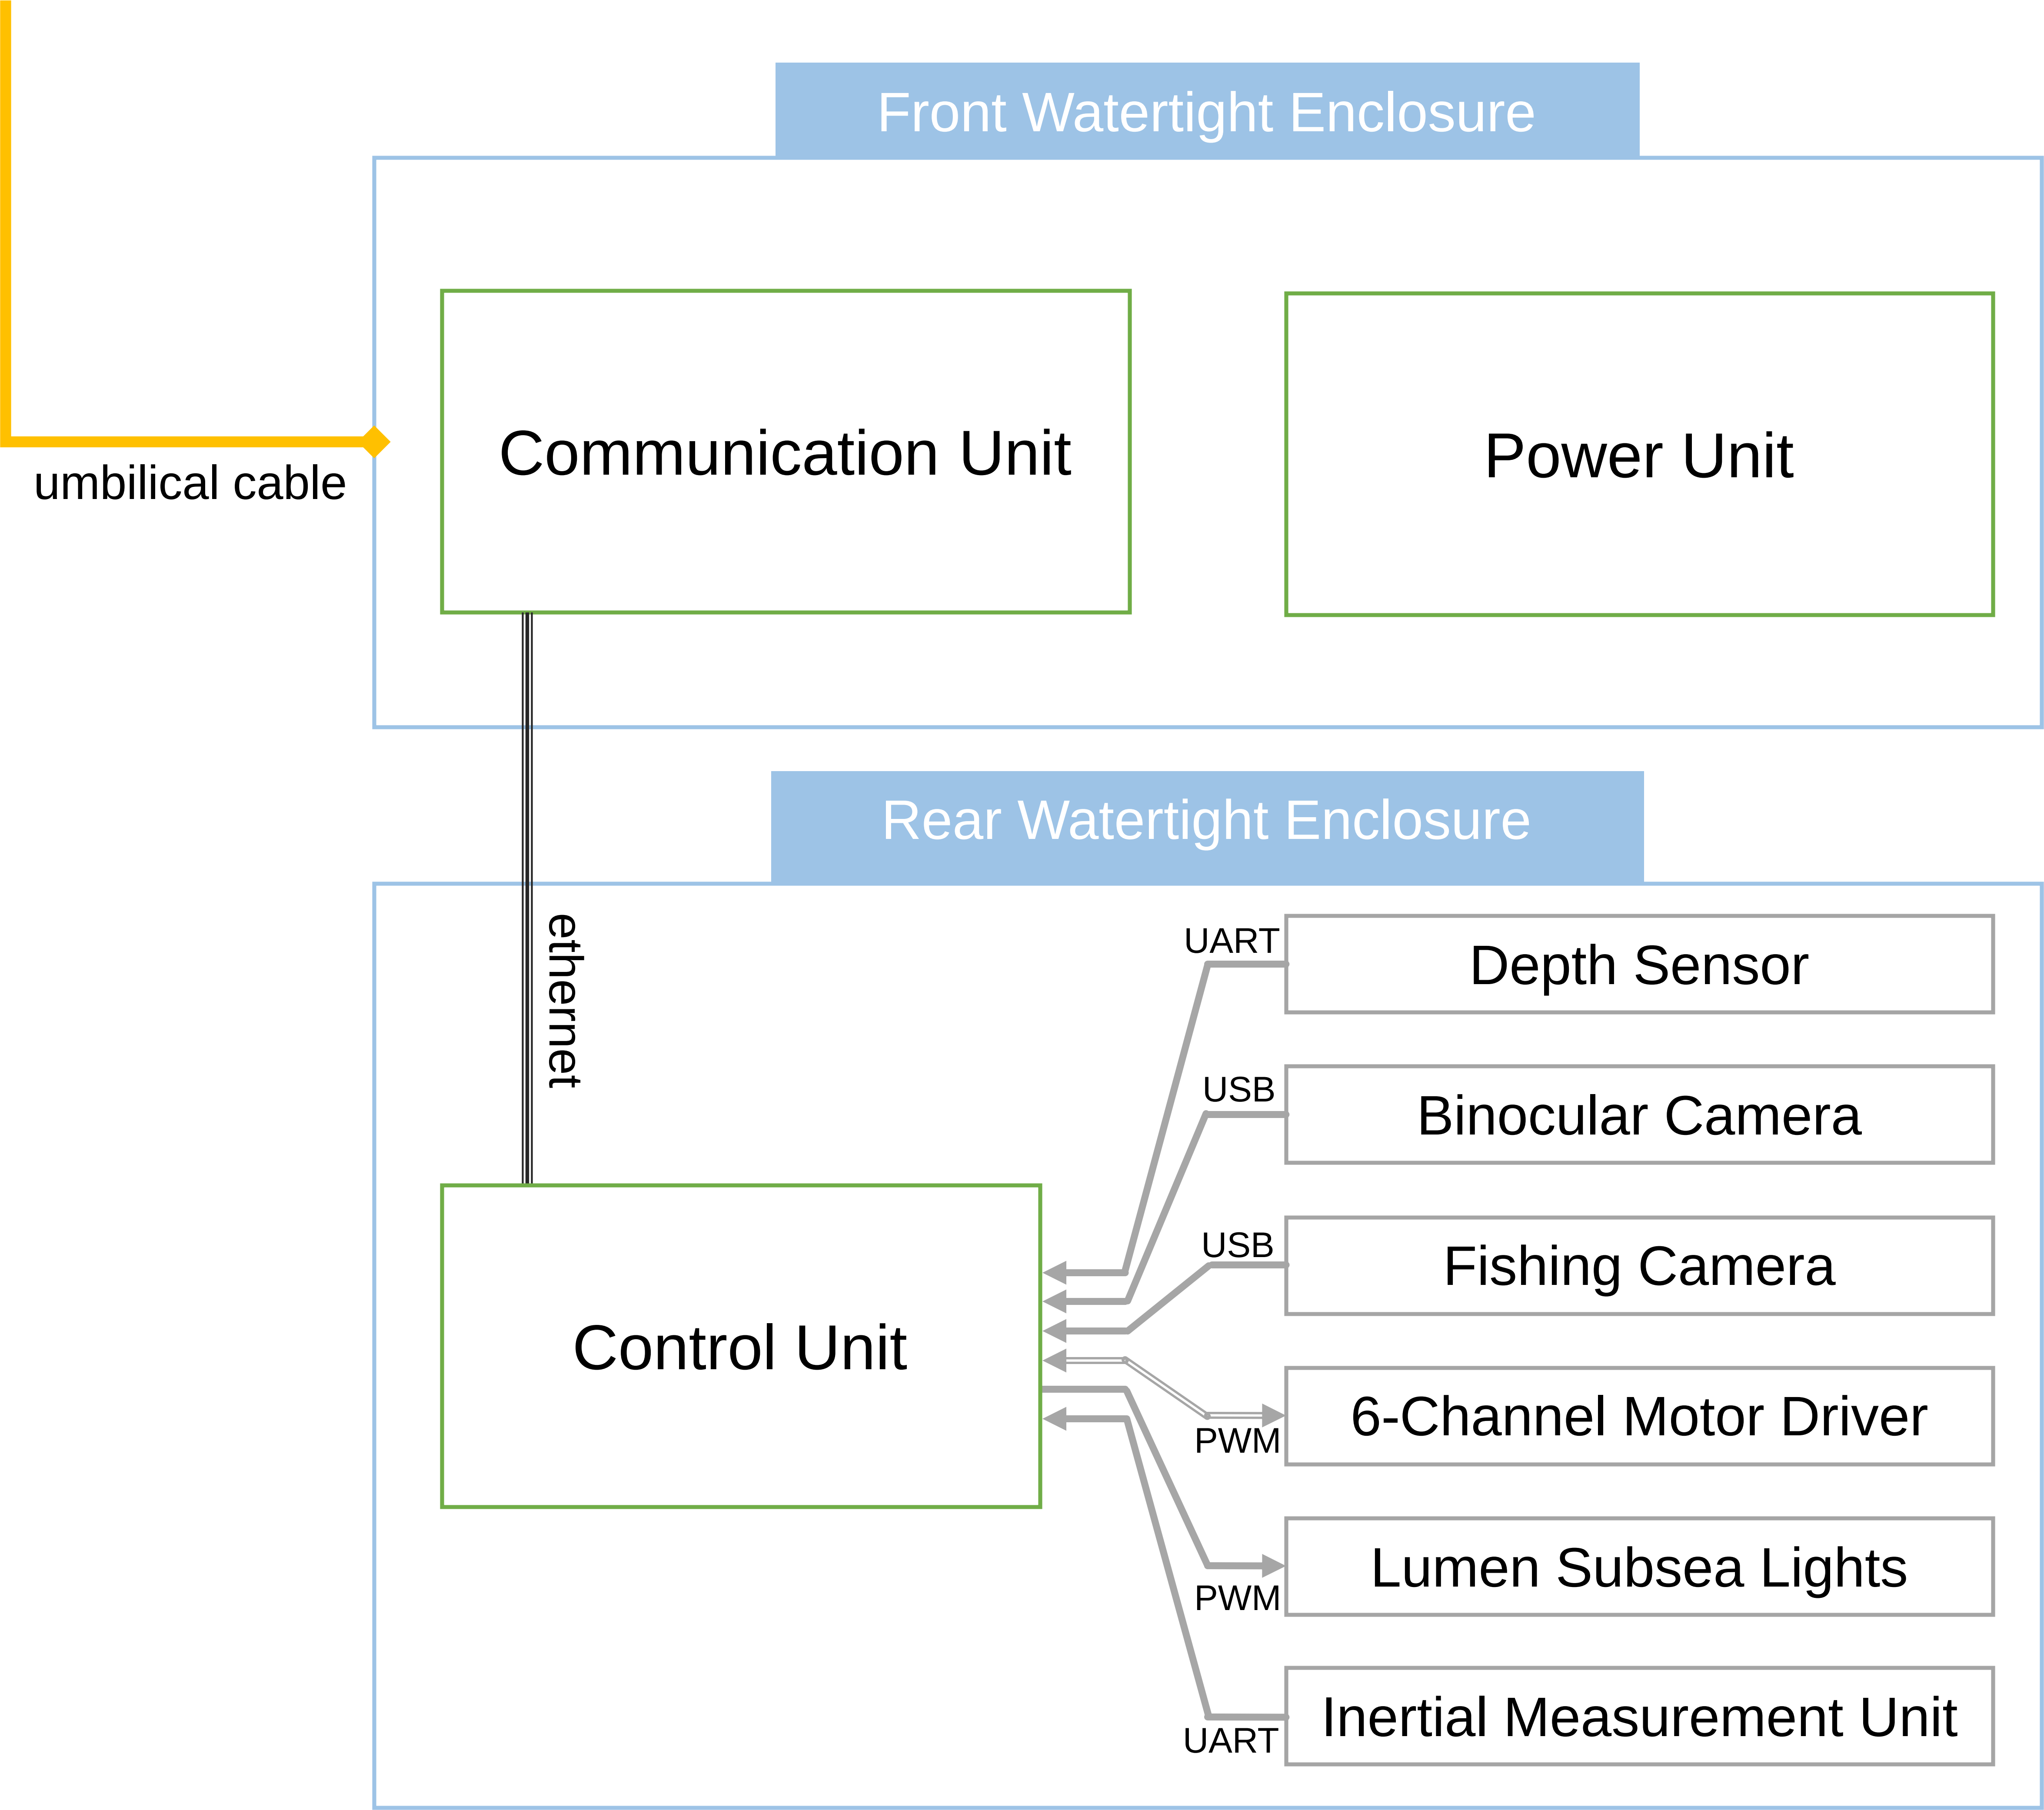 Front Watertight Enclosure
Communication Unit
Power Unit
umbilical cable
Rear Watertight Enclosure
ethernet
UART
Depth Sensor
USB
Binocular Camera
USB
Fishing Camera
Control Unit
6-Channel Motor Driver
PWM
Lumen Subsea Lights
PWM
Inertial Measurement Unit
UART